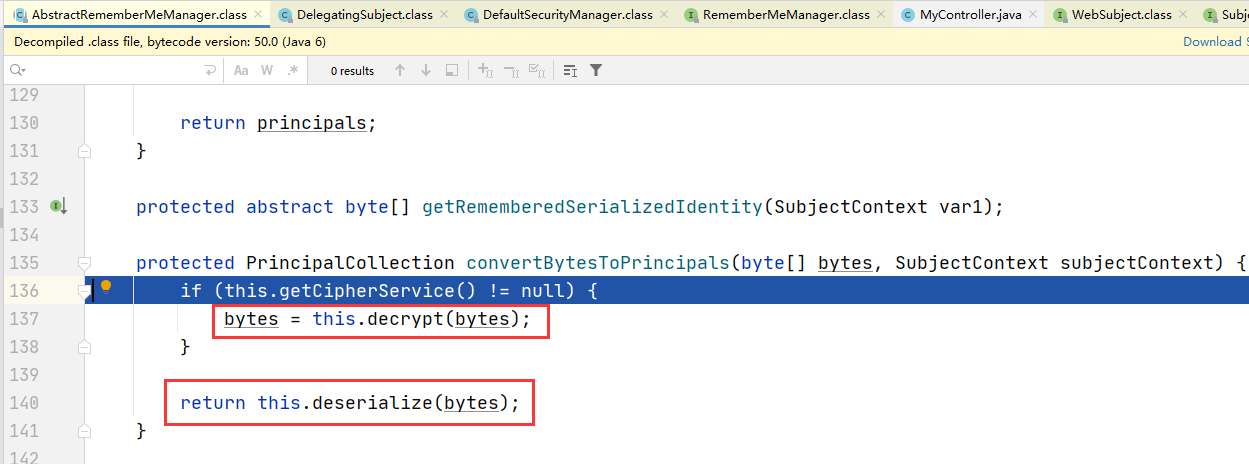 AbstractRememberMeManager.class DelegatingSubject.class DefaultSecurityManager.class RememberMeManager.class MyController.java WebSubject.class Subj
Decompiled .class file, bytecode version: 50.0 (Java 6) Download S
Aa W .* 0 results
129
130 return principals;
131 }
132
133 protected abstract byte[] getRememberedSerializedIdentity(SubjectContext var1);
134
135 protected PrincipalCollection convertBytesToPrincipals(byte[] bytes, SubjectContext subjectContext) {
136 if (this.getCipherService() != null) {
137 bytes = this.decrypt(bytes);
138 }
139
140 return this.deserialize(bytes);
141 }
142